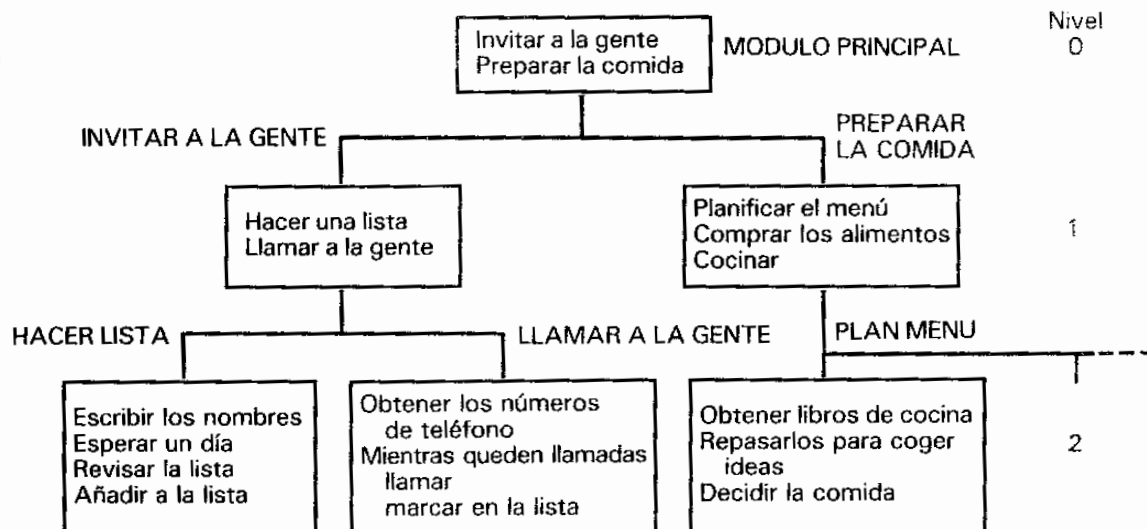 Nivel
0
Invitar a la gente
Preparar la comida
MODULO PRINCIPAL
INVITAR A LA GENTE
PREPARAR
LA COMIDA
Hacer una lista
Llamar a la gente
Planificar el menú
Comprar los alimentos
Cocinar
1
HACER LISTA
LLAMAR A LA GENTE
PLAN MENU
Escribir los nombres
Esperar un día
Revisar la lista
Añadir a la lista
Obtener los números
de teléfono
Mientras queden llamadas
llamar
marcar en la lista
Obtener libros de cocina
Repasarlos para coger
ideas
Decidir la comida
2